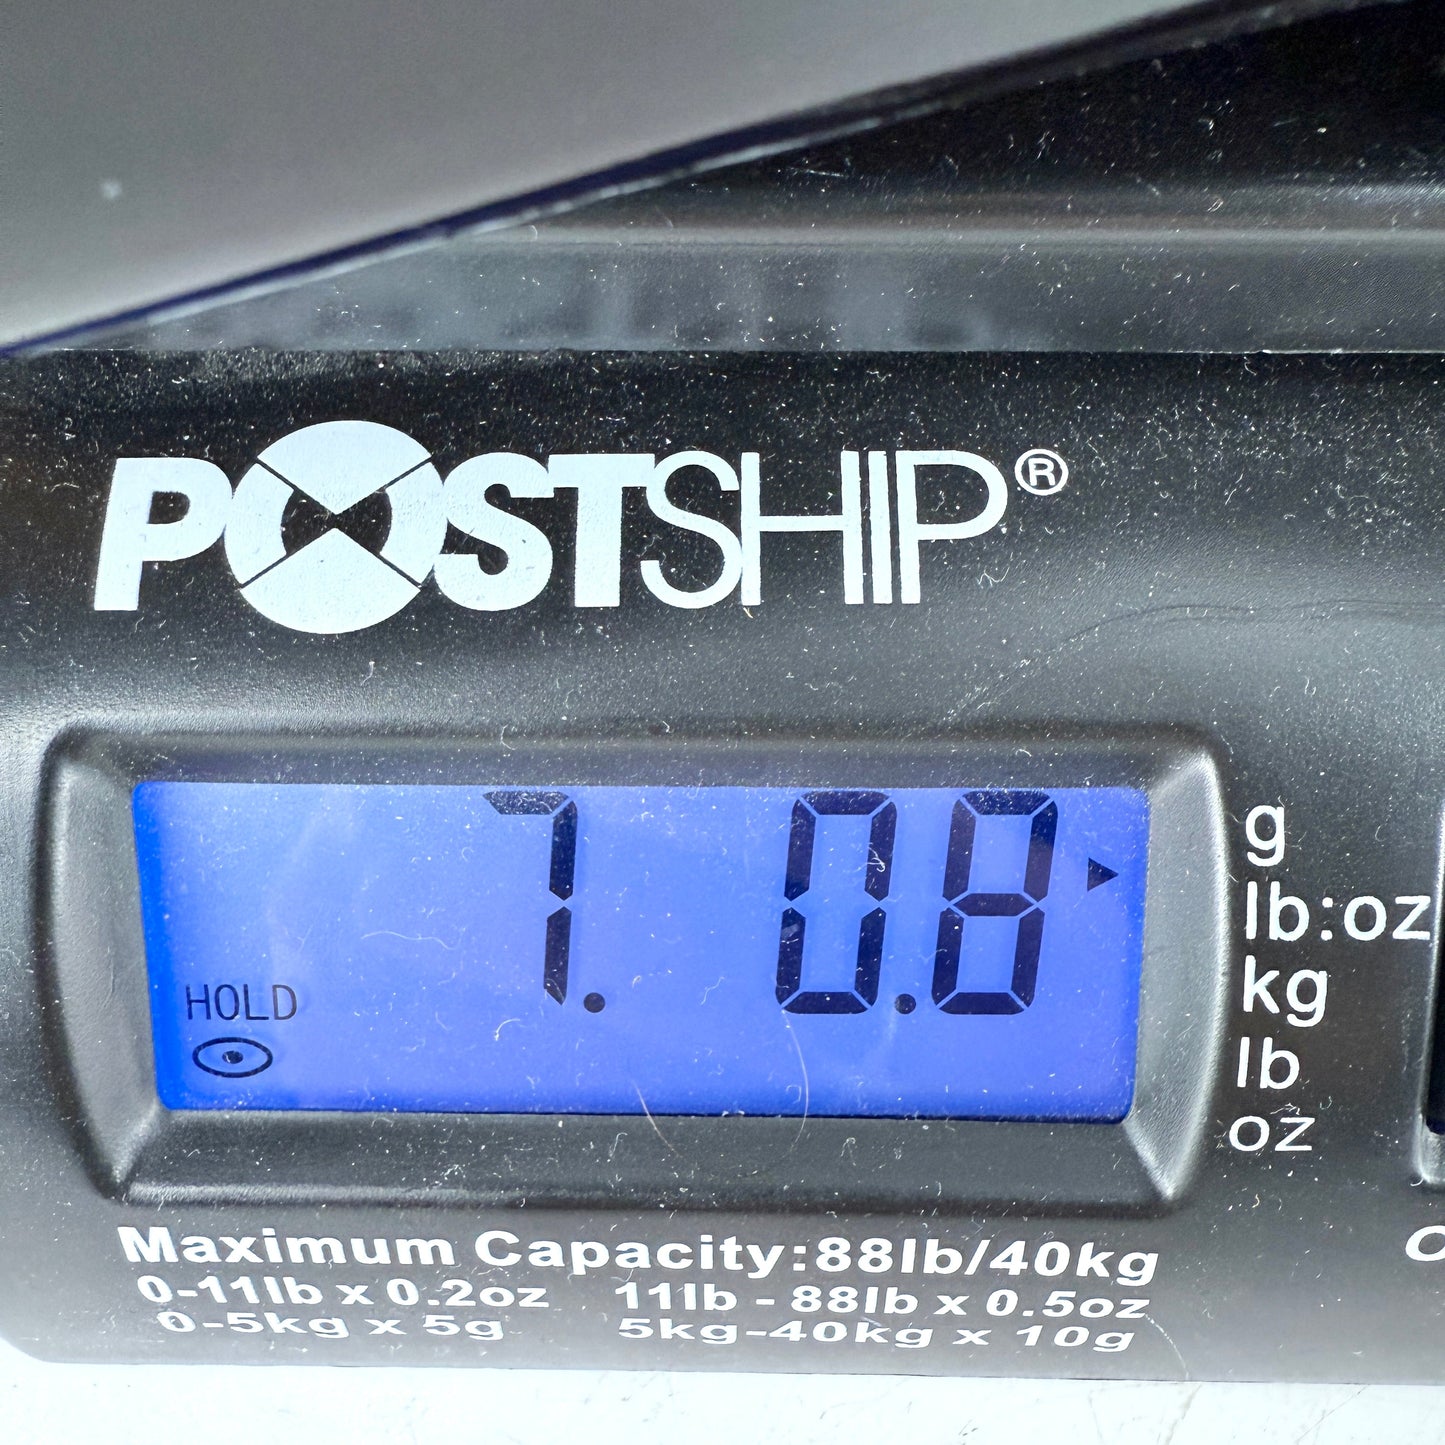 POSTSHIP®
7. 0.8
HOLD
g
lb:oz
kg
lb
oz
Maximum Capacity:88lb/40kg
0-11lb x 0.2oz 11lb - 88lb x 0.5oz
0-5kg x 5g 5kg-40kg x 10g